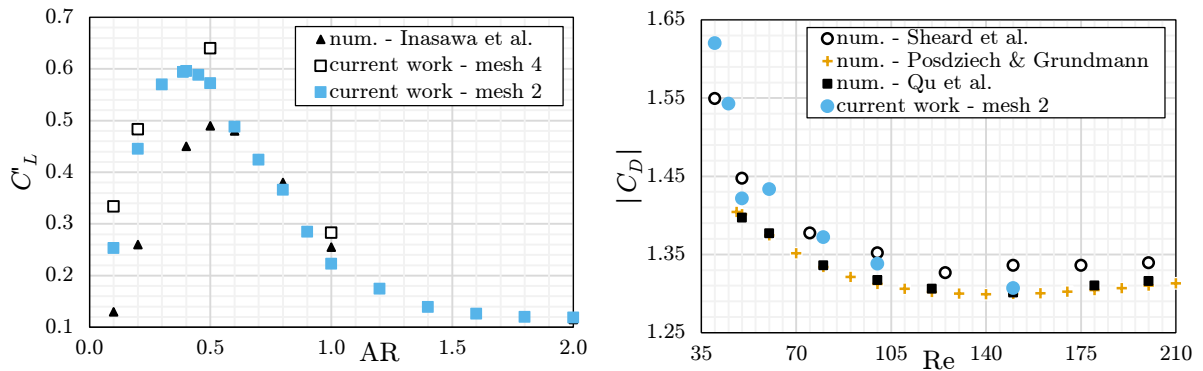 0.7
0.6
0.5
0.4
0.3
0.2
0.1
C'L
0.0
0.5
1.0
1.5
2.0
AR
num. - Inasawa et al.
current work - mesh 4
current work - mesh 2
1.65
1.55
1.45
1.35
1.25
|CD|
35
70
105
140
175
210
Re
num. - Sheard et al.
num. - Posdziech & Grundmann
num. - Qu et al.
current work - mesh 2